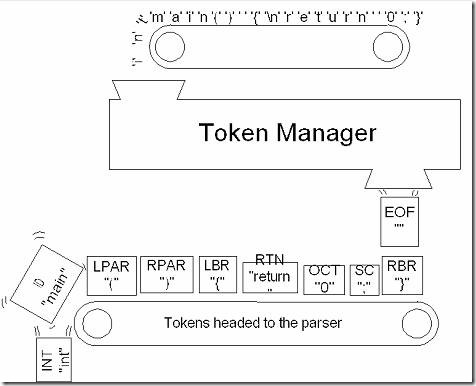 'i' 'n' 'm' 'a' 'i' 'n' '(' ')' ' ' '{' '\n' 'r' 'e' 't' 'u' 'r' 'n' ' ' '0' ';' '}'
Token Manager
EOF
""
ID
"main"
LPAR
"("
RPAR
")"
LBR
"{"
RTN
"return
"
OCT
"0"
SC
";"
RBR
"}"
INT
"int"
Tokens headed to the parser